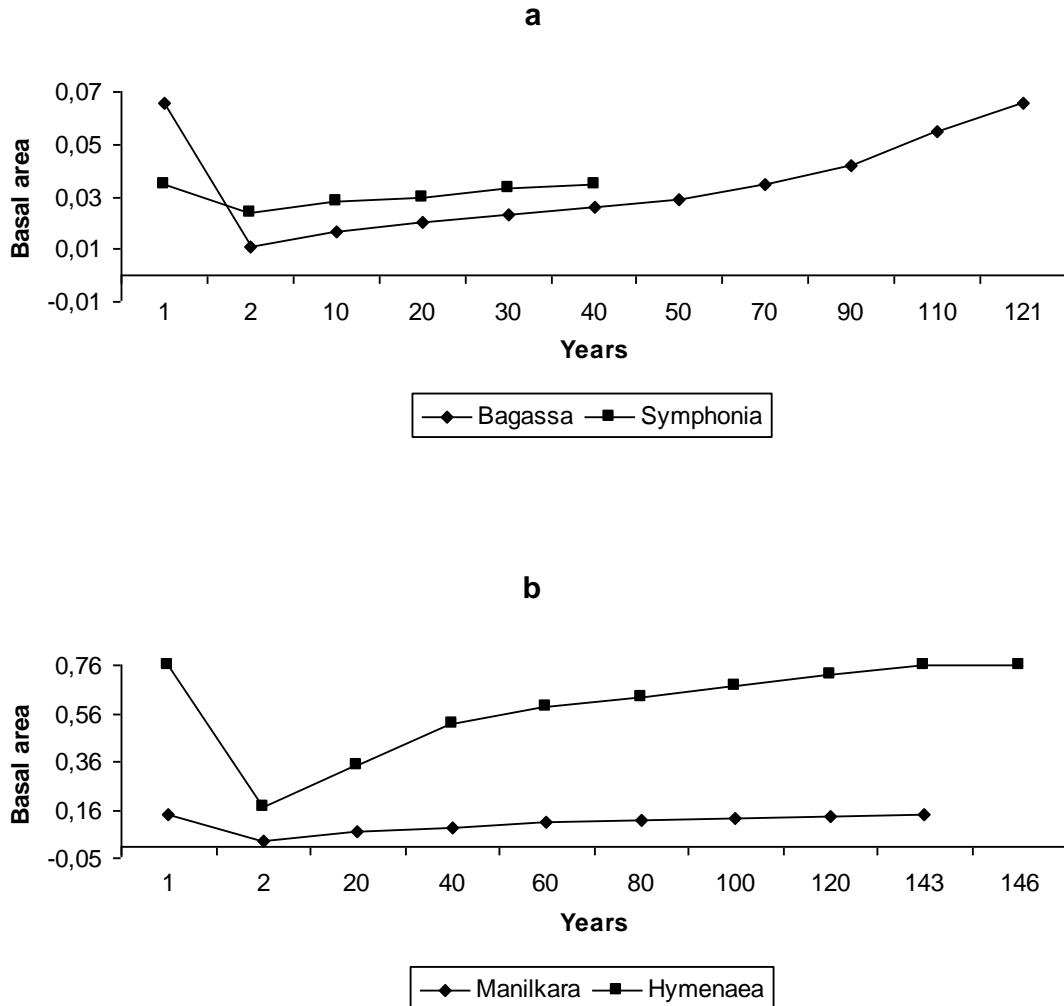 a
0,07
0,05
0,03
0,01
-0,01
Basal area
1 2 10 20 30 40 50 70 90 110 121
Years
Bagassa Symphonia
b
0,76
0,56
0,36
0,16
-0,05
Basal area
1 2 20 40 60 80 100 120 143 146
Years
Manilkara Hymenaea